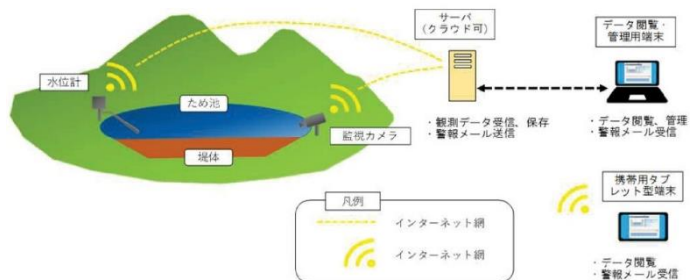 サーバ
(クラウド可)
データ閲覧・
管理用端末
水位計
ため池
監視カメラ
堤体
・観測データ受信、保存
・警報メール送信
・データ閲覧、管理
・警報メール受信
凡例
インターネット網
インターネット網
携帯用タブ
レット型端末
・データ閲覧
・警報メール受信